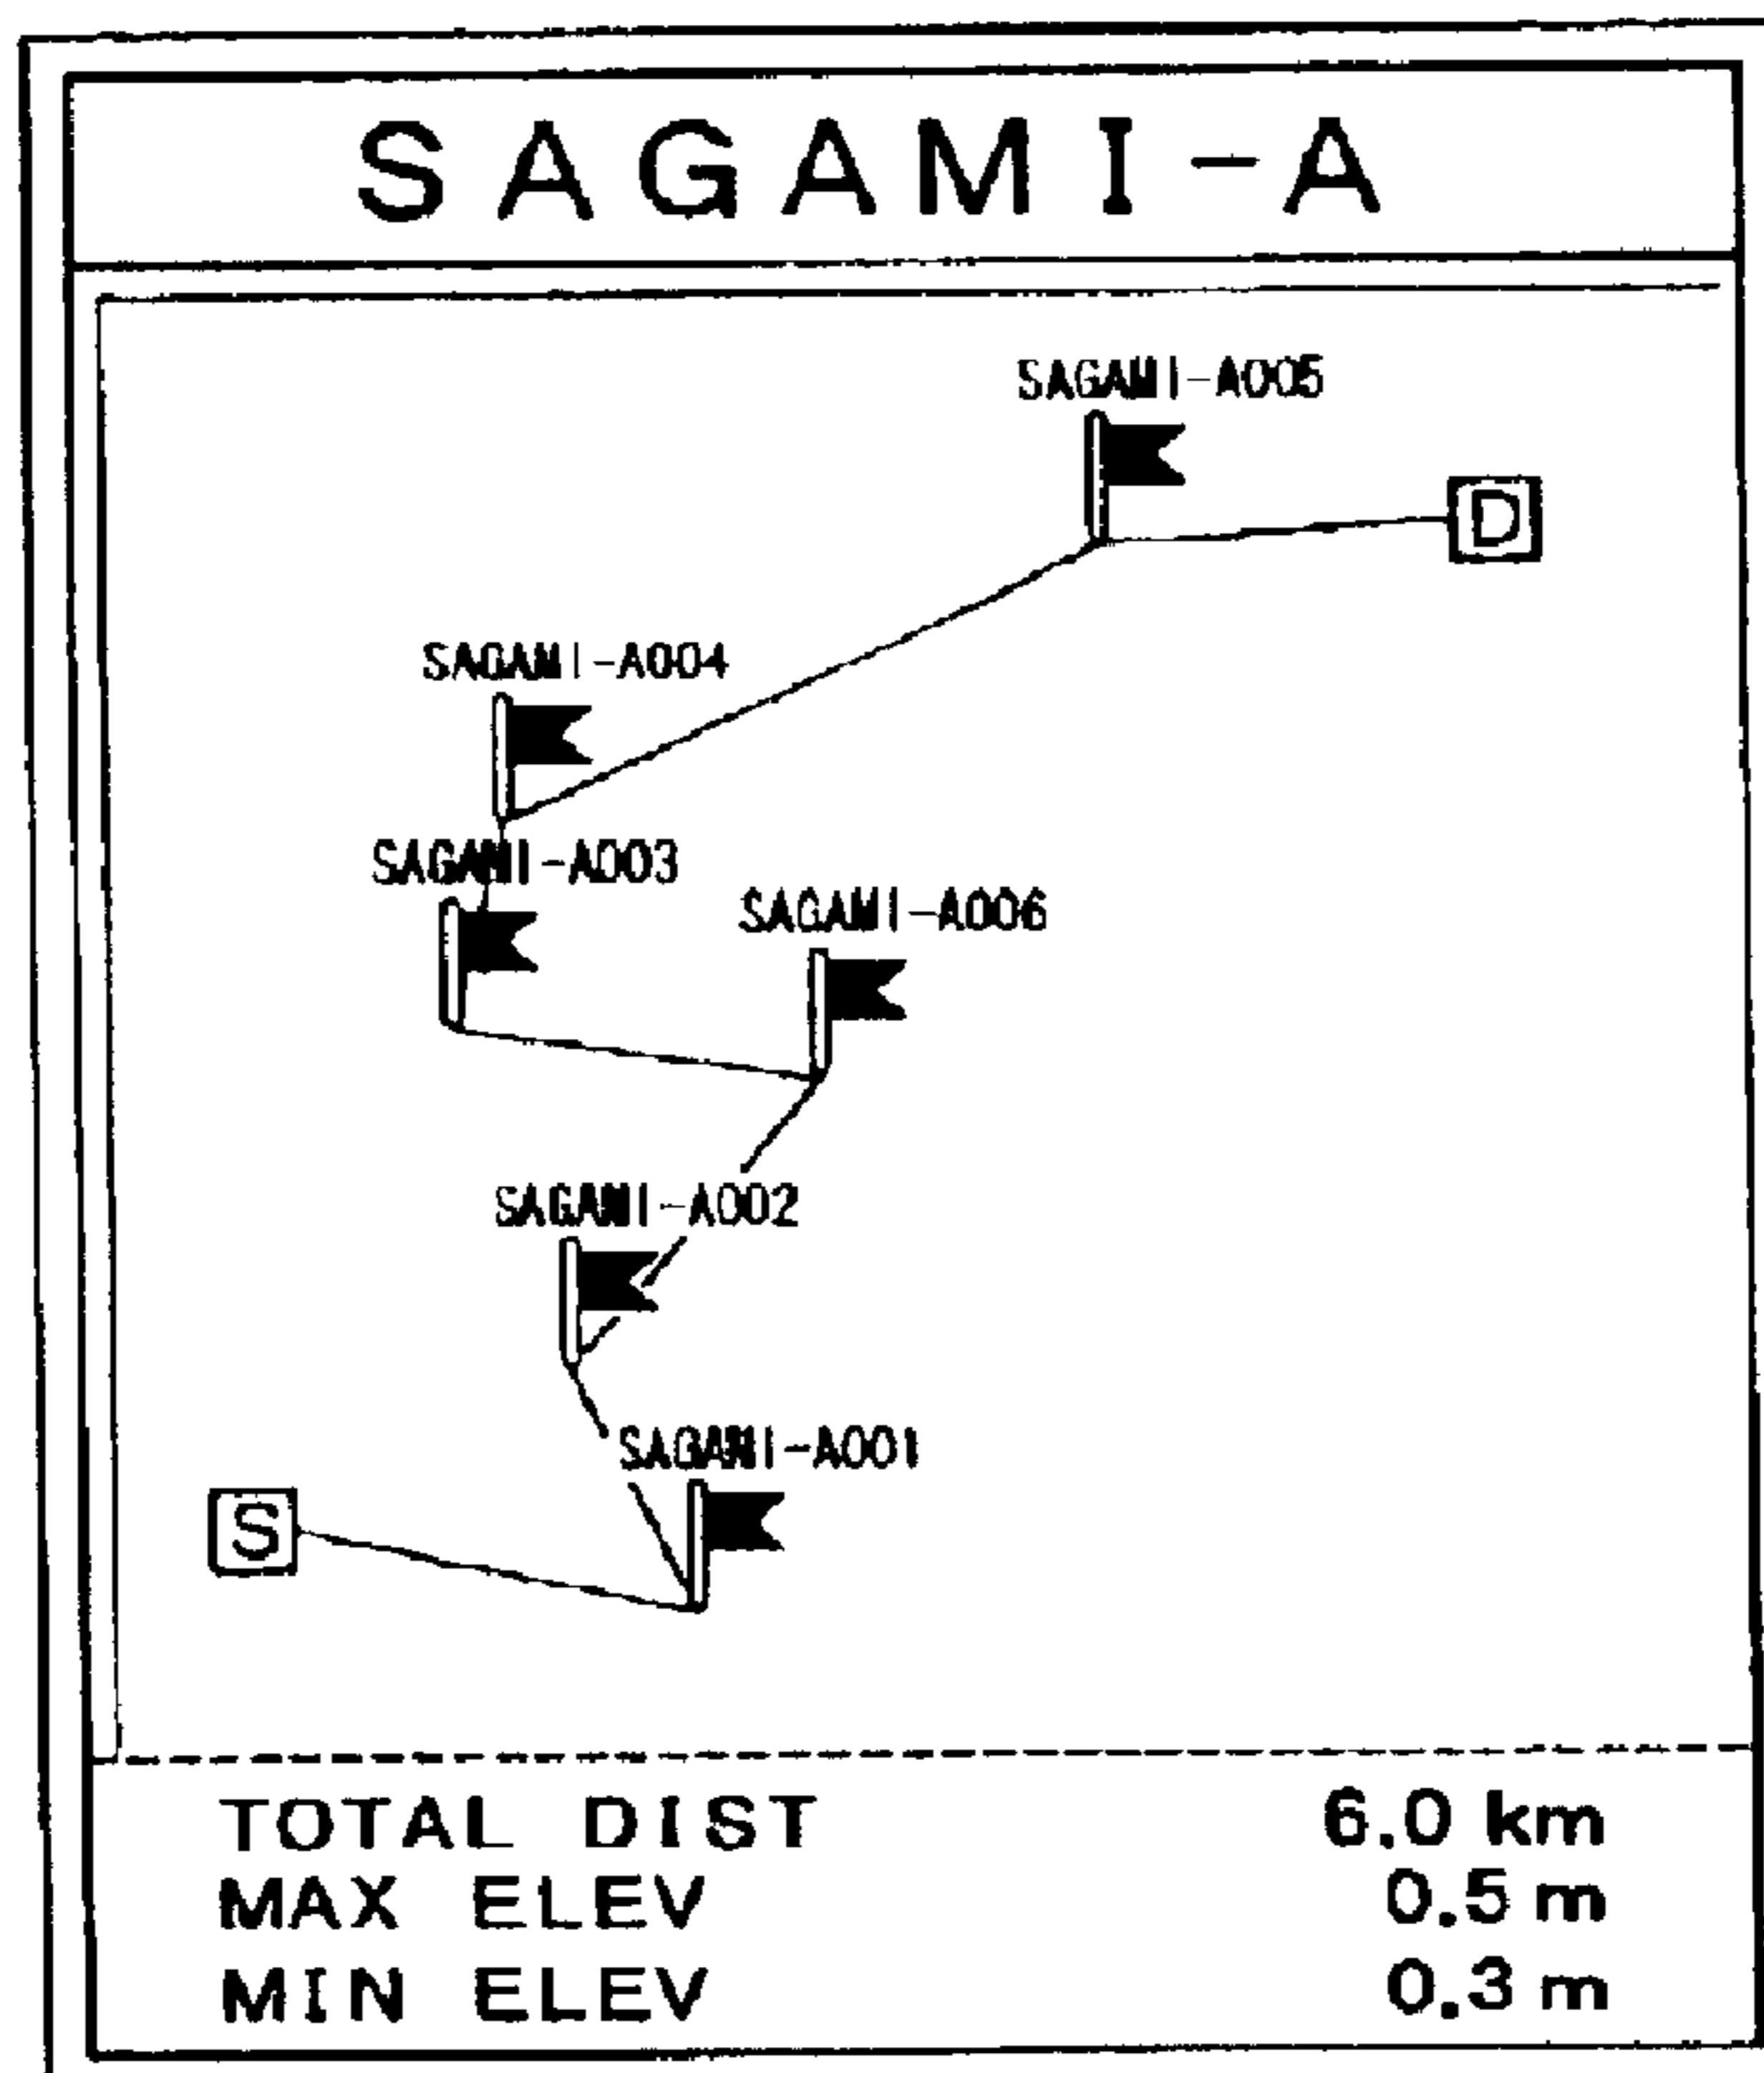 SAGAMI-A
SAGAMI-A005
D
SAGAMI-A004
SAGAMI-A003
SAGAMI-A006
SAGAMI-A002
SAGAMI-A001
S
TOTAL DIST 6.0 km
MAX ELEV 0.5 m
MIN ELEV 0.3 m